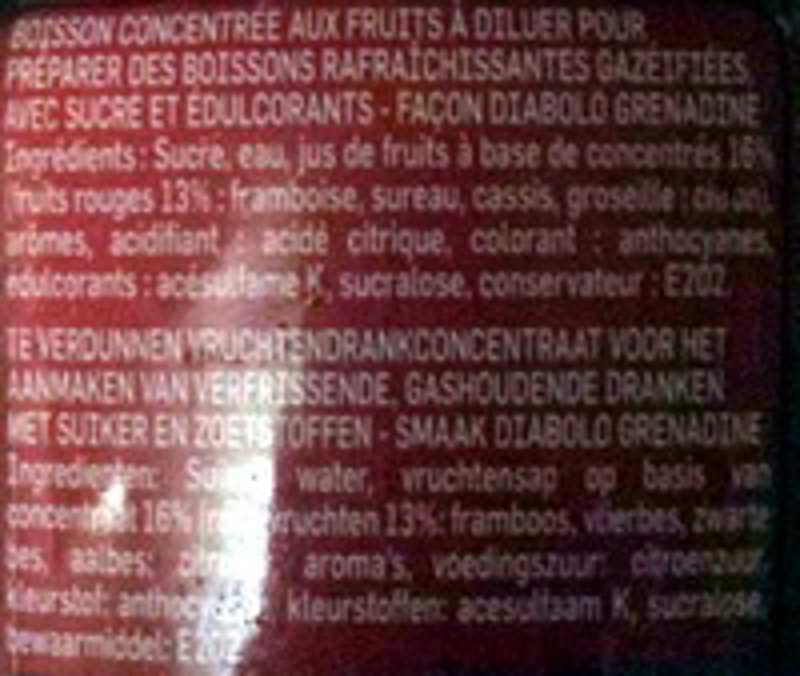 BOISSON CONCENTRÉE AUX FRUITS À DILUER POUR
PRÉPARER DES BOISSONS RAFRAÎCHISSANTES GAZÉIFIÉES
AVEC SUCRE ET ÉDULCORANTS - FAÇON DIABOLO GRENADINE
Ingrédients : Sucre, eau, jus de fruits à base de concentrés 16%
fruits rouges 13% : framboise, sureau, cassis, groseille ; citron),
arômes, acidifiant : acide citrique, colorant : anthocyanes,
édulcorants : acésulfame K, sucralose, conservateur : E202.
TE VERDUNNEN VRUCHTENDRANKCONCENTRAAT VOOR HET
AANMAKEN VAN VERFRISSENDE, GASHOUDENDE DRANKEN
MET SUIKER EN ZOETSTOFFEN - SMAAK DIABOLO GRENADINE
Ingredienten: water, vruchtensap op basis van
16% vruchten 13%: framboos, vlierbes, zwarte
bes, aalbes; aroma's, voedingszuur: citroenzuur,
kleurstof: kleurstoffen: acesulfaam K, sucralose,
bewaarmiddel: E202